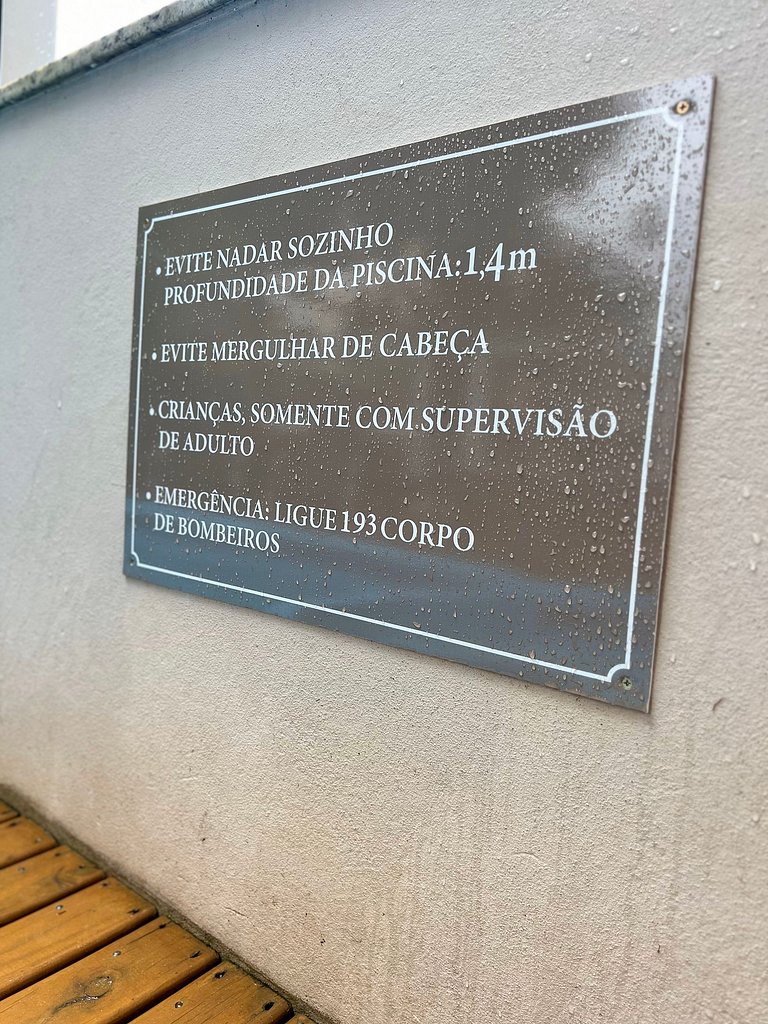 • EVITE NADAR SOZINHO
PROFUNDIDADE DA PISCINA: 1,4m
• EVITE MERGULHAR DE CABEÇA
• CRIANÇAS, SOMENTE COM SUPERVISÃO
DE ADULTO
• EMERGÊNCIA: LIGUE 193 CORPO
DE BOMBEIROS